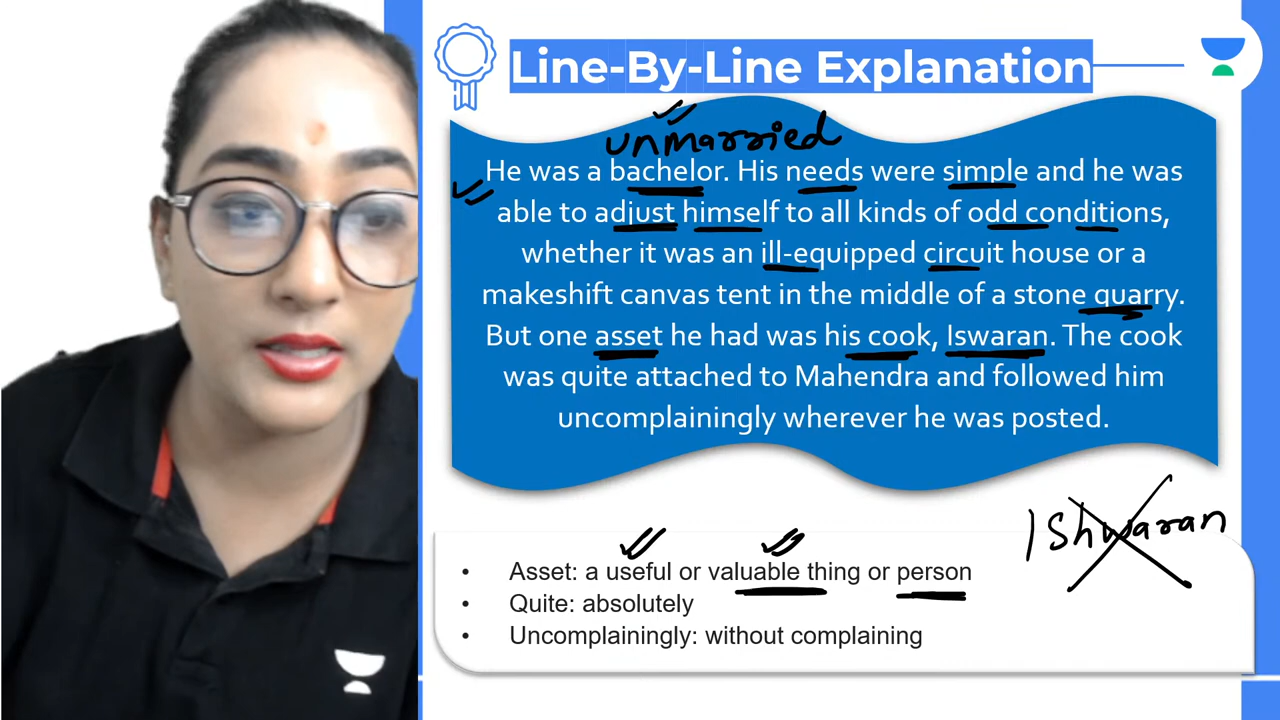 Line-By-Line Explanation
unmarried
He was a bachelor. His needs were simple and he was
able to adjust himself to all kinds of odd conditions,
whether it was an ill-equipped circuit house or a
makeshift canvas tent in the middle of a stone quarry.
But one asset he had was his cook, Iswaran. The cook
was quite attached to Mahendra and followed him
uncomplainingly wherever he was posted.
IShwaran
• Asset: a useful or valuable thing or person
• Quite: absolutely
• Uncomplainingly: without complaining